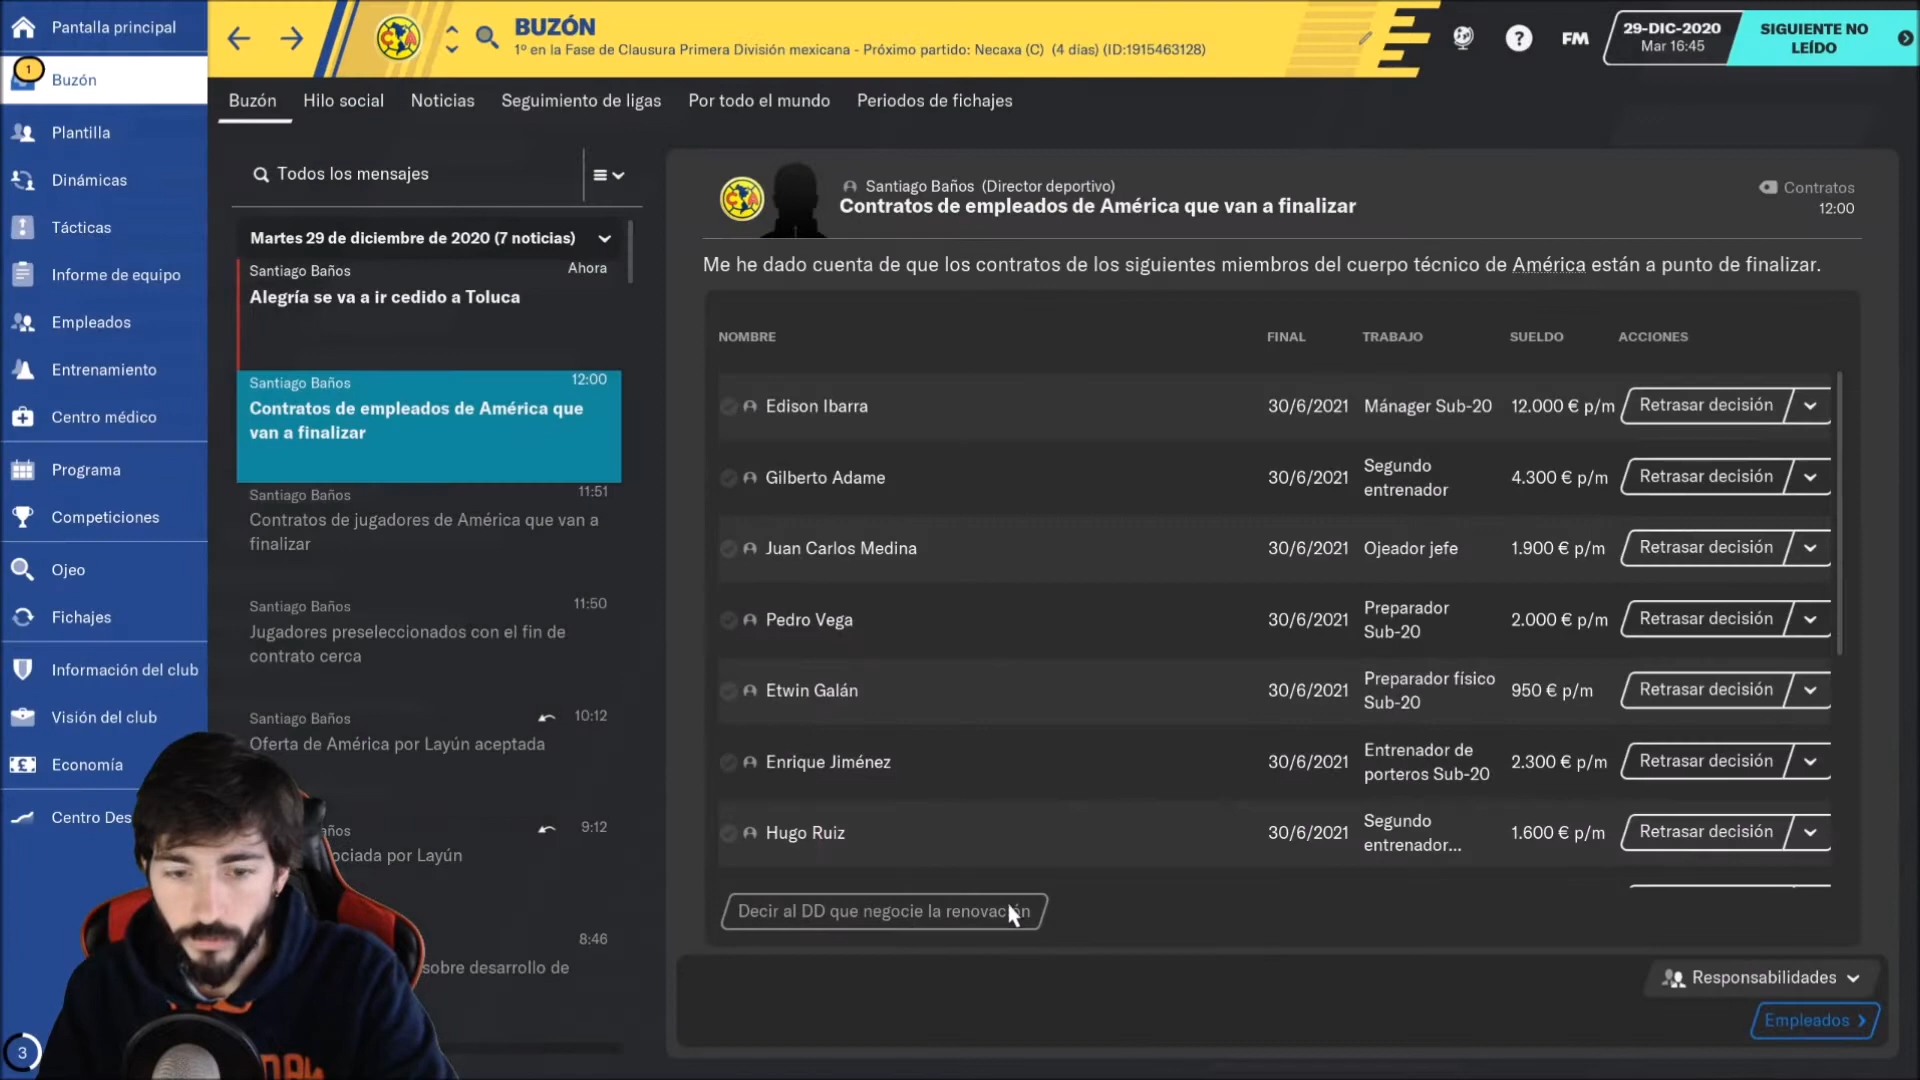 Pantalla principal
1
Buzón
Plantilla
Dinámicas
Tácticas
Informe de equipo
Empleados
Entrenamiento
Centro médico
Programa
Competiciones
Ojeo
Fichajes
Información del club
Visión del club
Economía
Centro Des
3
BUZÓN
1º en la Fase de Clausura Primera División mexicana - Próximo partido: Necaxa (C) (4 días) (ID:1915463128)
?
FM
29-DIC-2020
Mar 16:45
SIGUIENTE NO
LEÍDO
Buzón Hilo social Noticias Seguimiento de ligas Por todo el mundo Periodos de fichajes
Todos los mensajes
Martes 29 de diciembre de 2020 (7 noticias)
Santiago Baños Ahora
Alegría se va a ir cedido a Toluca
Santiago Baños 12:00
Contratos de empleados de América que
van a finalizar
Santiago Baños 11:51
Contratos de jugadores de América que van a
finalizar
Santiago Baños 11:50
Jugadores preseleccionados con el fin de
contrato cerca
Santiago Baños 10:12
Oferta de América por Layún aceptada
ños 9:12
ociada por Layún
8:46
sobre desarrollo de
Santiago Baños (Director deportivo)
Contratos de empleados de América que van a finalizar
Contratos
12:00
Me he dado cuenta de que los contratos de los siguientes miembros del cuerpo técnico de América están a punto de finalizar.
NOMBRE FINAL TRABAJO SUELDO ACCIONES
Edison Ibarra 30/6/2021 Mánager Sub-20 12.000 € p/m Retrasar decisión
Gilberto Adame 30/6/2021 Segundo
entrenador 4.300 € p/m Retrasar decisión
Juan Carlos Medina 30/6/2021 Ojeador jefe 1.900 € p/m Retrasar decisión
Pedro Vega 30/6/2021 Preparador
Sub-20 2.000 € p/m Retrasar decisión
Etwin Galán 30/6/2021 Preparador físico
Sub-20 950 € p/m Retrasar decisión
Enrique Jiménez 30/6/2021 Entrenador de
porteros Sub-20 2.300 € p/m Retrasar decisión
Hugo Ruiz 30/6/2021 Segundo
entrenador... 1.600 € p/m Retrasar decisión
Decir al DD que negocie la renovación
Responsabilidades
Empleados